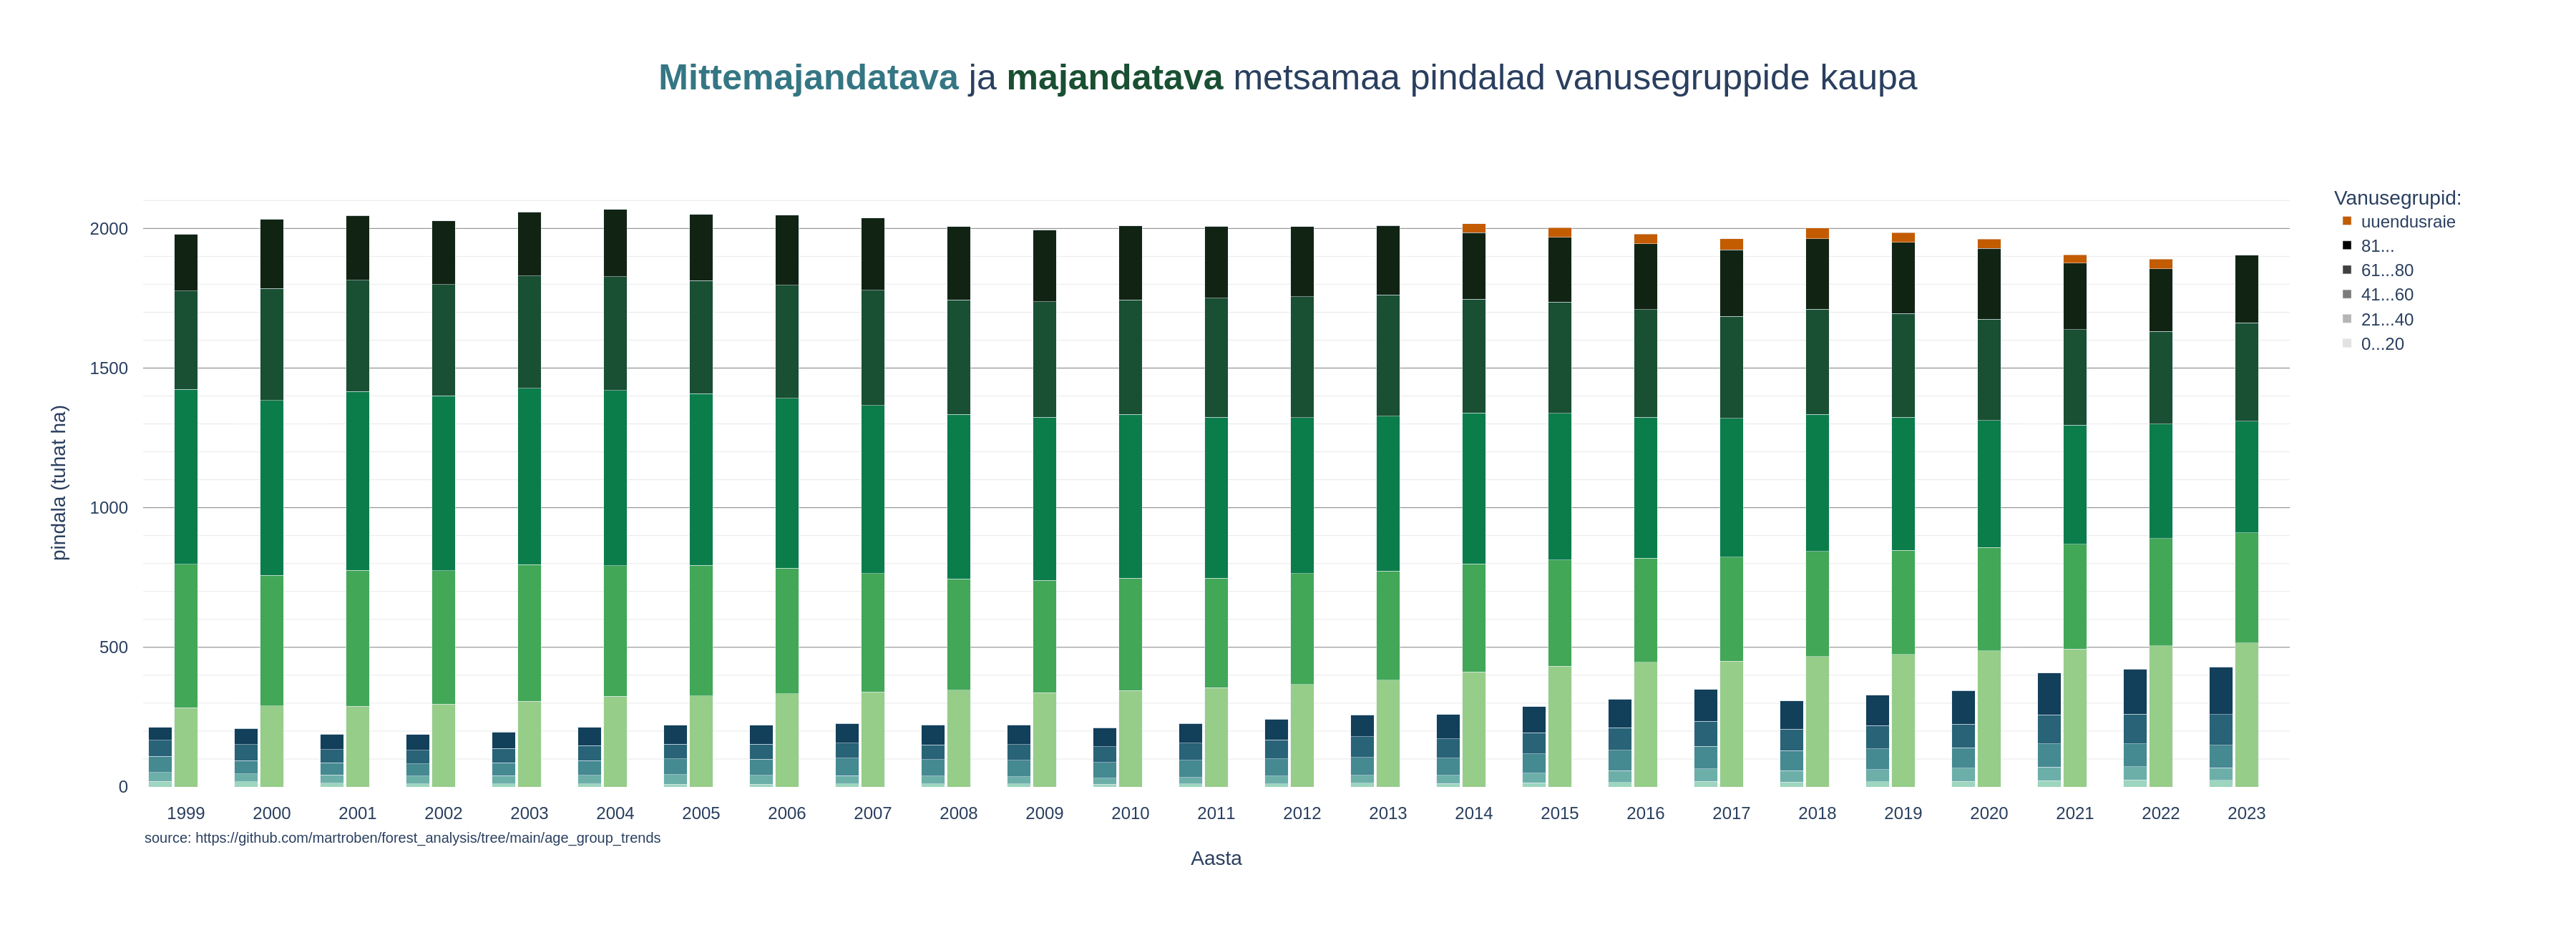 Mittemajandatava ja majandatava metsamaa pindalad vanusegruppide kaupa
Vanusegrupid:
uuendusraie
81...
61...80
41...60
21...40
0...20
pindala (tuhat ha)
2000
1500
1000
500
0
1999 2000 2001 2002 2003 2004 2005 2006 2007 2008 2009 2010 2011 2012 2013 2014 2015 2016 2017 2018 2019 2020 2021 2022 2023
source: https://github.com/martroben/forest_analysis/tree/main/age_group_trends
Aasta